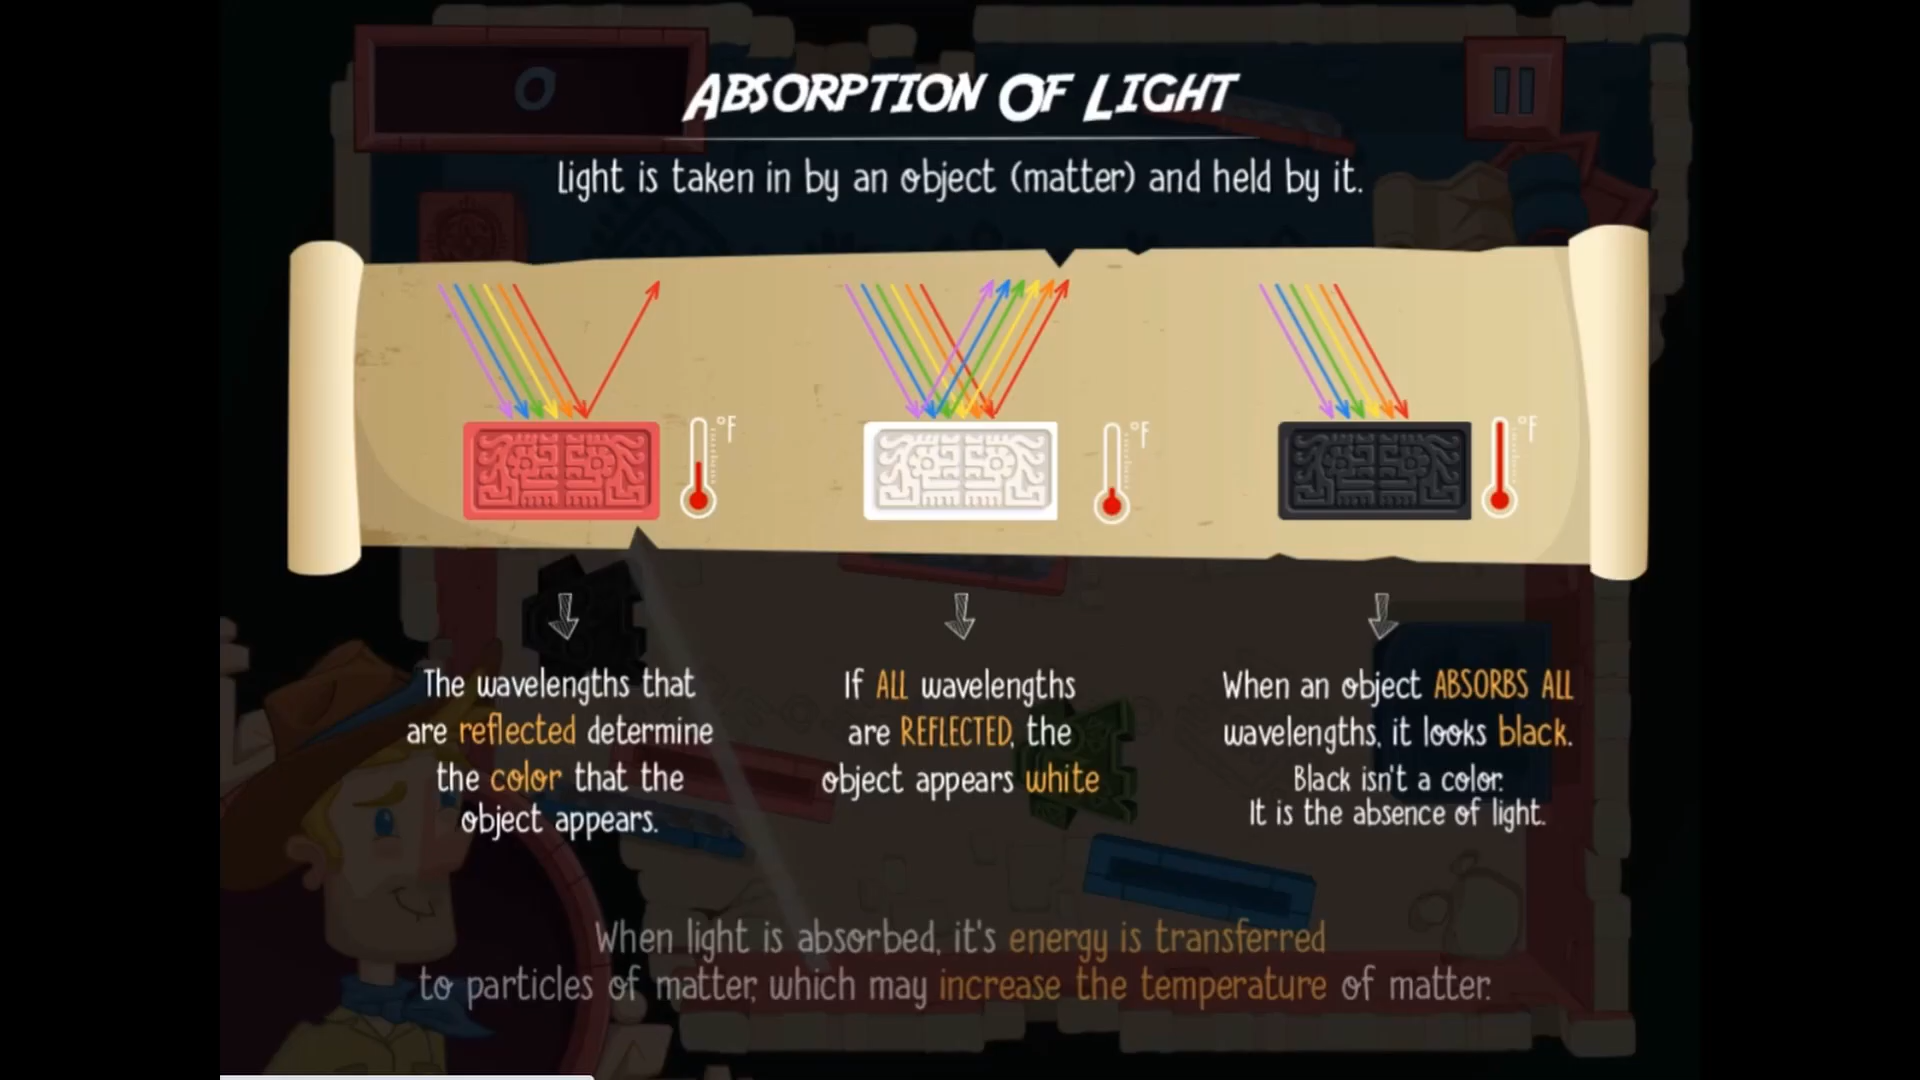 O
Absorption Of Light
Light is taken in by an object (matter) and held by it.
°F
°F
°F
The wavelengths that
are reflected determine
the color that the
object appears.
If ALL wavelengths
are REFLECTED, the
object appears white
When an object ABSORBS ALL
wavelengths, it looks black.
Black isn't a color.
It is the absence of light.
When light is absorbed, it's energy is transferred
to particles of matter, which may increase the temperature of matter.